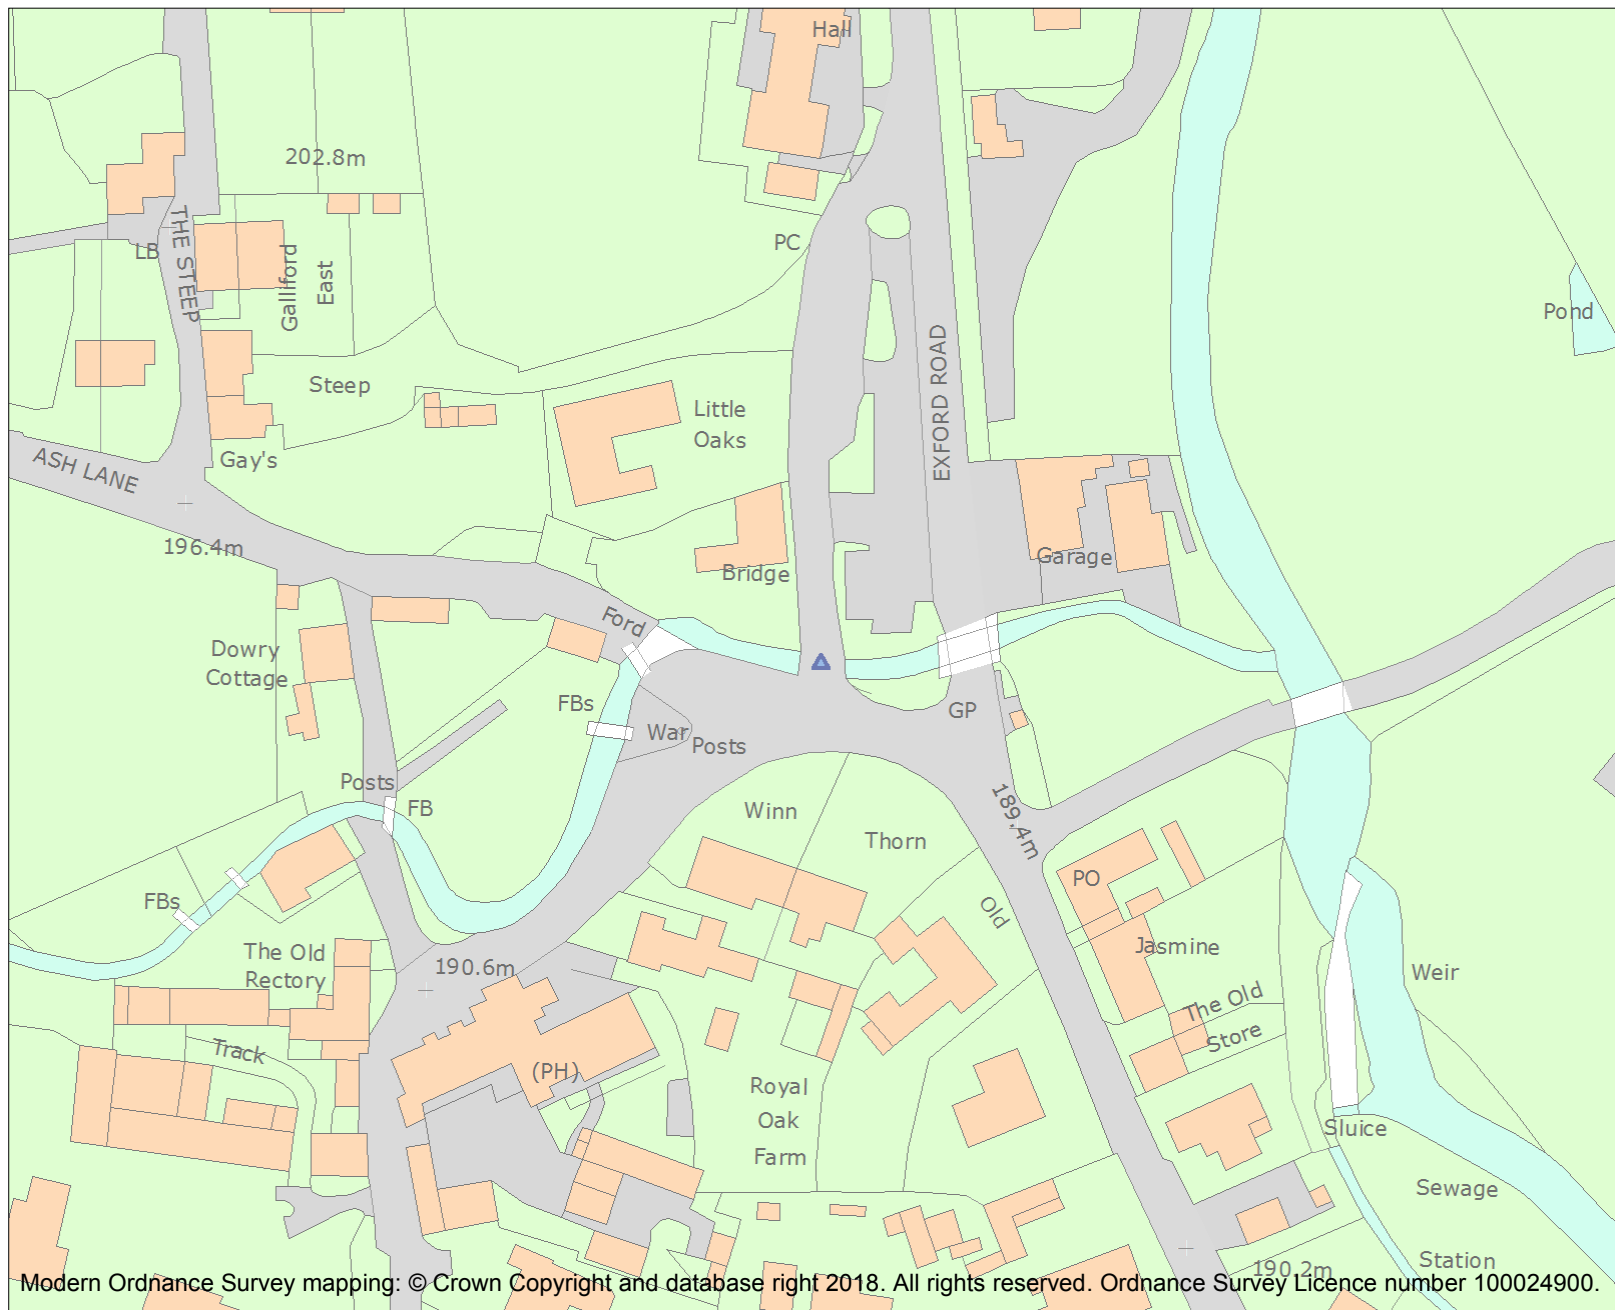 Hall
202.8m
THE STEEP
LB
Galliford
East
PC
Pond
EXFORD ROAD
Steep
Little
Oaks
Gay's
ASH LANE
196.4m
Bridge
Garage
Ford
Dowry
Cottage
FBs
War
Posts
GP
Posts
FB
189.4m
Winn
Thorn
PO
FBs
Old
The Old
Rectory
190.6m
Jasmine
Weir
The Old
Store
Track
(PH)
Royal
Oak
Farm
Sluice
Sewage
Station
190.2m
Modern Ordnance Survey mapping: © Crown Copyright and database right 2018. All rights reserved. Ordnance Survey Licence number 100024900.